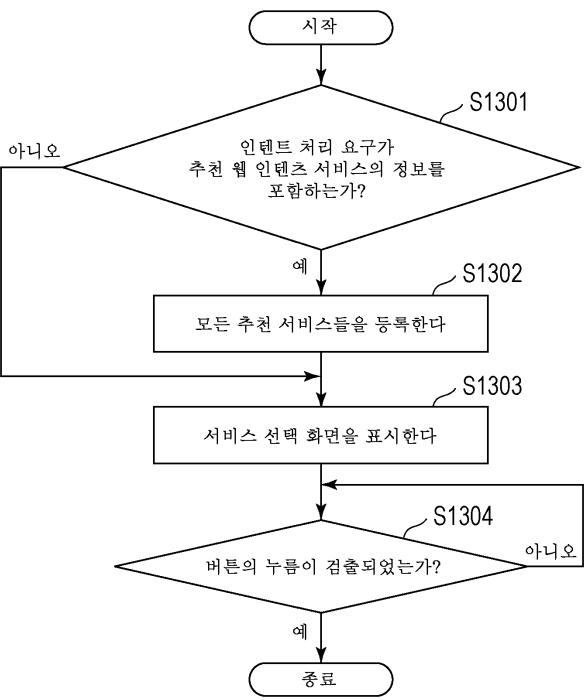 시작
S1301
아니오
인텐트 처리 요구가
추천 웹 인텐츠 서비스의 정보를
포함하는가?
예
S1302
모든 추천 서비스들을 등록한다
S1303
서비스 선택 화면을 표시한다
S1304
버튼의 누름이 검출되었는가?
아니오
예
종료